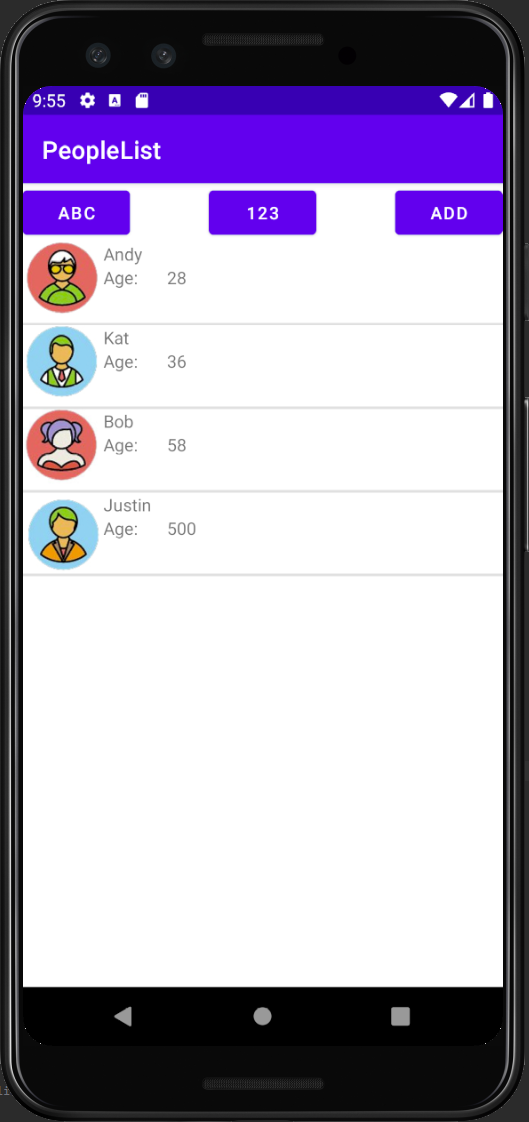 9:55
PeopleList
ABC 123 ADD
Andy
Age: 28
Kat
Age: 36
Bob
Age: 58
Justin
Age: 500